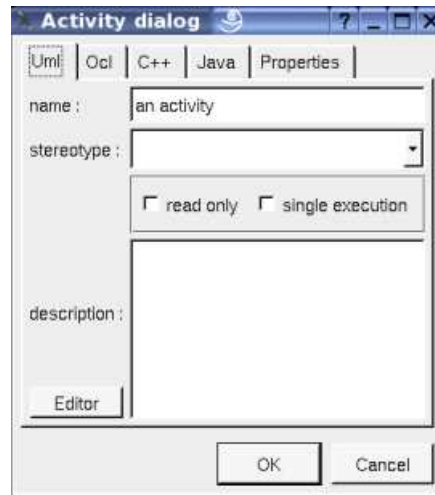 Activity dialog ? _ X
Uml Ocl C++ Java Properties
name : an activity
stereotype :
read only single execution
description :
Editor
OK Cancel